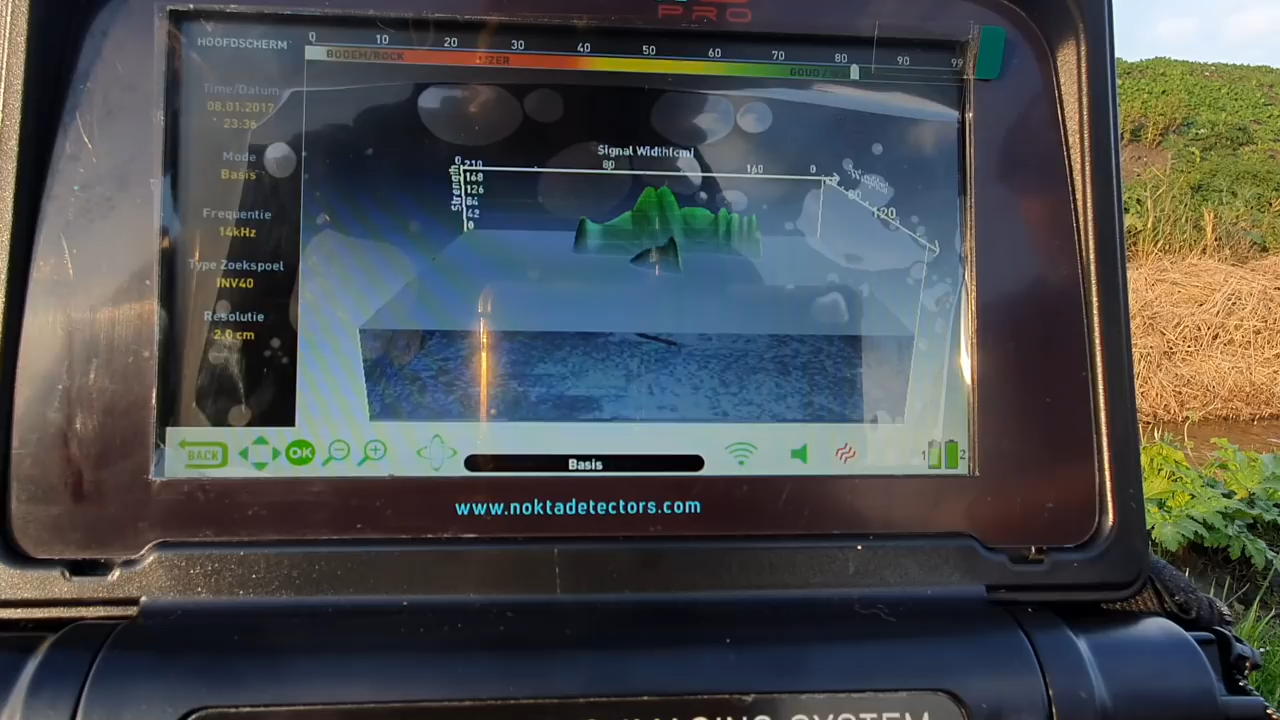 PRO
HOOFDSCHERM
0 10 20 30 40 50 60 70 80 90 99
BODEM/ROCK IJZER GOUD
Time/Datum
08.01.2017
23:36
Mode
Basis
Frequentie
14kHz
Type Zoekspoel
INV40
Resolutie
2.0 cm
Signal Width(cm)
0 80 160
Strength
210
168
126
84
42
0
0
60
120
BACK
OK
Basis
1 2
www.noktadetectors.com
IMAGING SYSTEM